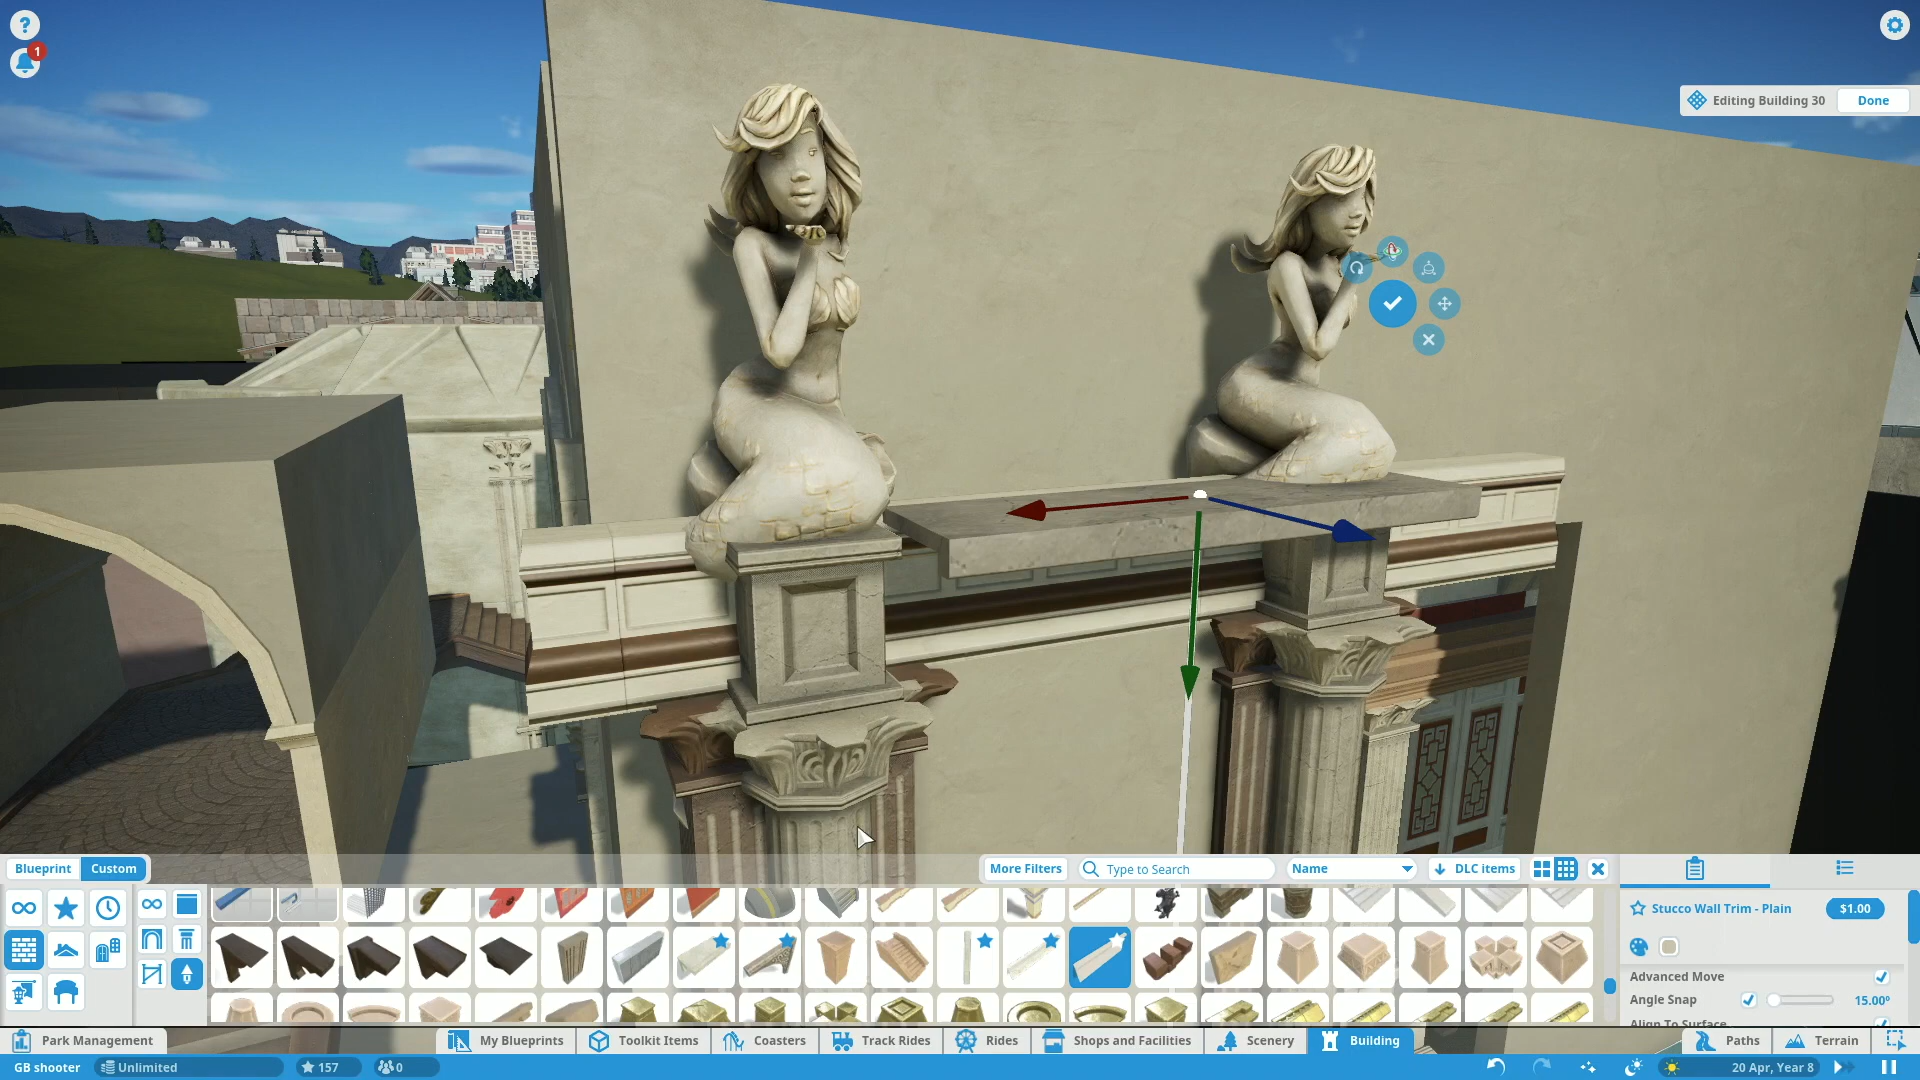 ?
1
Editing Building 30
Done
Blueprint
Custom
More Filters
Type to Search
Name
DLC items
Stucco Wall Trim - Plain
$1.00
Advanced Move
Angle Snap
15.00°
Align To Surface
Park Management
My Blueprints
Toolkit Items
Coasters
Track Rides
Rides
Shops and Facilities
Scenery
Building
Paths
Terrain
GB shooter
Unlimited
157
0
20 Apr, Year 8